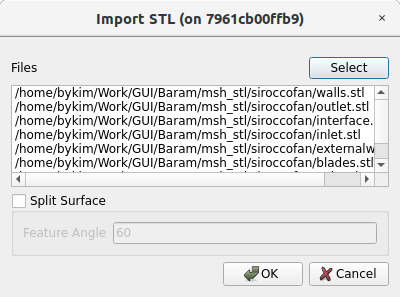 Import STL (on 7961cb00ffb9)
Files
Select
/home/bykim/Work/GUI/Baram/msh_stl/siroccofan/walls.stl
/home/bykim/Work/GUI/Baram/msh_stl/siroccofan/outlet.stl
/home/bykim/Work/GUI/Baram/msh_stl/siroccofan/interface.
/home/bykim/Work/GUI/Baram/msh_stl/siroccofan/inlet.stl
/home/bykim/Work/GUI/Baram/msh_stl/siroccofan/externalw
/home/bykim/Work/GUI/Baram/msh_stl/siroccofan/blades.stl
Split Surface
Feature Angle 60
OK
Cancel